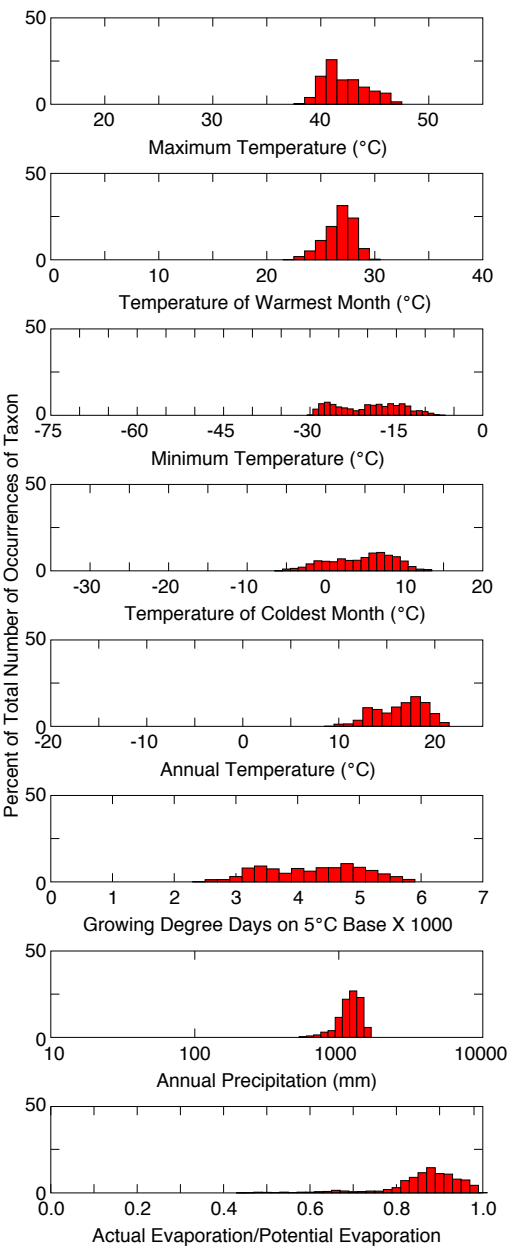 Percent of Total Number of Occurrences of Taxon
50
0
20 30 40 50
Maximum Temperature (°C)
50
0
0 10 20 30 40
Temperature of Warmest Month (°C)
50
0
-75 -60 -45 -30 -15 0
Minimum Temperature (°C)
50
0
-30 -20 -10 0 10 20
Temperature of Coldest Month (°C)
50
0
-20 -10 0 10 20
Annual Temperature (°C)
50
0
0 1 2 3 4 5 6 7
Growing Degree Days on 5°C Base X 1000
50
0
10 100 1000 10000
Annual Precipitation (mm)
50
0
0.0 0.2 0.4 0.6 0.8 1.0
Actual Evaporation/Potential Evaporation